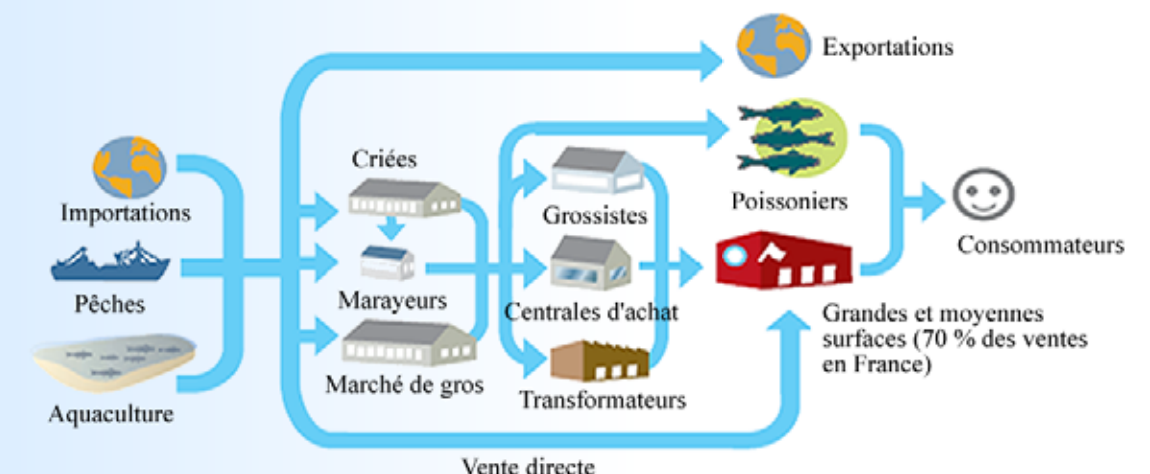 Exportations
Criées
Importations
Grossistes
Poissoniers
Consommateurs
Pêches
Marayeurs
Centrales d'achat
Grandes et moyennes
surfaces (70 % des ventes
en France)
Marché de gros
Transformateurs
Aquaculture
Vente directe